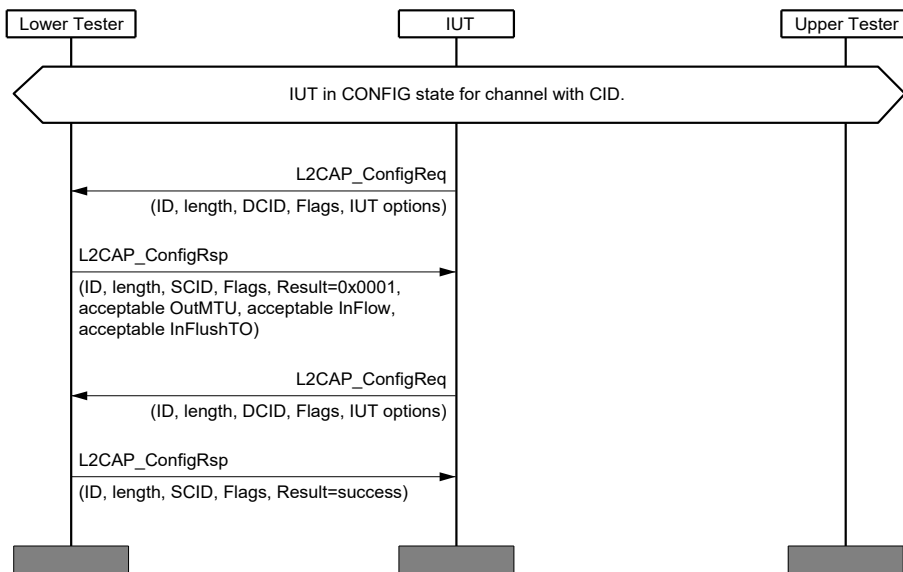 Lower Tester
IUT
Upper Tester
IUT in CONFIG state for channel with CID.
L2CAP_ConfigReq
(ID, length, DCID, Flags, IUT options)
L2CAP_ConfigRsp
(ID, length, SCID, Flags, Result=0x0001,
acceptable OutMTU, acceptable InFlow,
acceptable InFlushTO)
L2CAP_ConfigReq
(ID, length, DCID, Flags, IUT options)
L2CAP_ConfigRsp
(ID, length, SCID, Flags, Result=success)